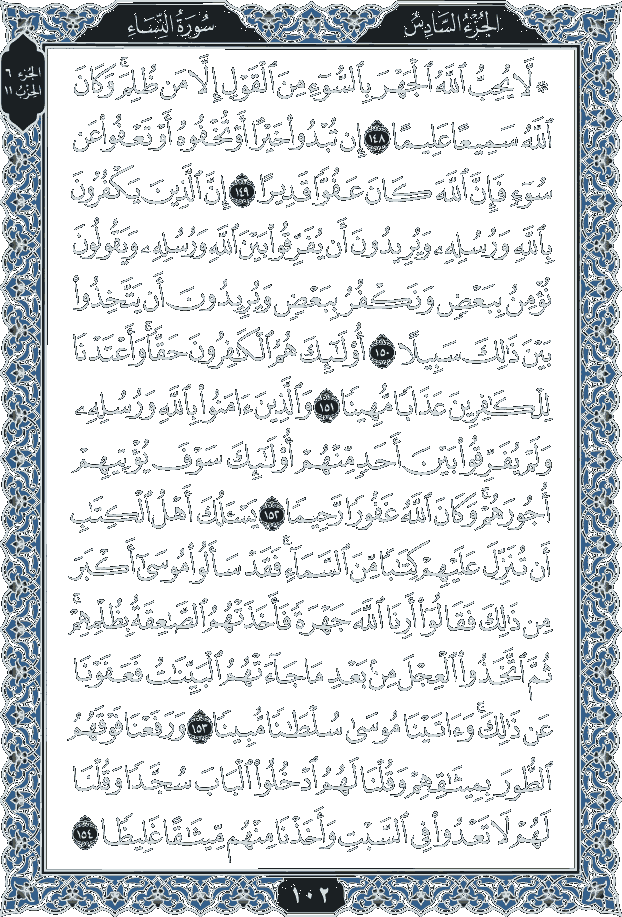 سُورَةُ النِّسَاءِ
الجُزْءُ السَّادِسُ
الجزء ٦
الحزب ١١
۞ لَّا يُحِبُّ ٱللَّهُ ٱلْجَهْرَ بِٱلسُّوٓءِ مِنَ ٱلْقَوْلِ إِلَّا مَن ظُلِمَ ۚ وَكَانَ
ٱللَّهُ سَمِيعًا عَلِيمًا ١٤٨ إِن تُبْدُوا۟ خَيْرًا أَوْ تُخْفُوهُ أَوْ تَعْفُوا۟ عَن
سُوٓءٍ فَإِنَّ ٱللَّهَ كَانَ عَفُوًّا قَدِيرًا ١٤٩ إِنَّ ٱلَّذِينَ يَكْفُرُونَ
بِٱللَّهِ وَرُسُلِهِۦ وَيُرِيدُونَ أَن يُفَرِّقُوا۟ بَيْنَ ٱللَّهِ وَرُسُلِهِۦ وَيَقُولُونَ
نُؤْمِنُ بِبَعْضٍ وَنَكْفُرُ بِبَعْضٍ وَيُرِيدُونَ أَن يَتَّخِذُوا۟
بَيْنَ ذَٰلِكَ سَبِيلًا ١٥٠ أُو۟لَـٰٓئِكَ هُمُ ٱلْكَـٰفِرُونَ حَقًّا ۚ وَأَعْتَدْنَا
لِلْكَـٰفِرِينَ عَذَابًا مُّهِينًا ١٥١ وَٱلَّذِينَ ءَامَنُوا۟ بِٱللَّهِ وَرُسُلِهِۦ
وَلَمْ يُفَرِّقُوا۟ بَيْنَ أَحَدٍ مِّنْهُمْ أُو۟لَـٰٓئِكَ سَوْفَ يُؤْتِيهِمْ
أُجُورَهُمْ ۗ وَكَانَ ٱللَّهُ غَفُورًا رَّحِيمًا ١٥٢ يَسْـَٔلُكَ أَهْلُ ٱلْكِتَـٰبِ
أَن تُنَزِّلَ عَلَيْهِمْ كِتَـٰبًا مِّنَ ٱلسَّمَآءِ ۚ فَقَدْ سَأَلُوا۟ مُوسَىٰٓ أَكْبَرَ
مِن ذَٰلِكَ فَقَالُوٓا۟ أَرِنَا ٱللَّهَ جَهْرَةً فَأَخَذَتْهُمُ ٱلصَّـٰعِقَةُ بِظُلْمِهِمْ ۚ
ثُمَّ ٱتَّخَذُوا۟ ٱلْعِجْلَ مِنۢ بَعْدِ مَا جَآءَتْهُمُ ٱلْبَيِّنَـٰتُ فَعَفَوْنَا
عَن ذَٰلِكَ ۚ وَءَاتَيْنَا مُوسَىٰ سُلْطَـٰنًا مُّبِينًا ١٥٣ وَرَفَعْنَا فَوْقَهُمُ
ٱلطُّورَ بِمِيثَـٰقِهِمْ وَقُلْنَا لَهُمُ ٱدْخُلُوا۟ ٱلْبَابَ سُجَّدًا وَقُلْنَا
لَهُمْ لَا تَعْدُوا۟ فِى ٱلسَّبْتِ وَأَخَذْنَا مِنْهُم مِّيثَـٰقًا غَلِيظًا ١٥٤
١٠٢